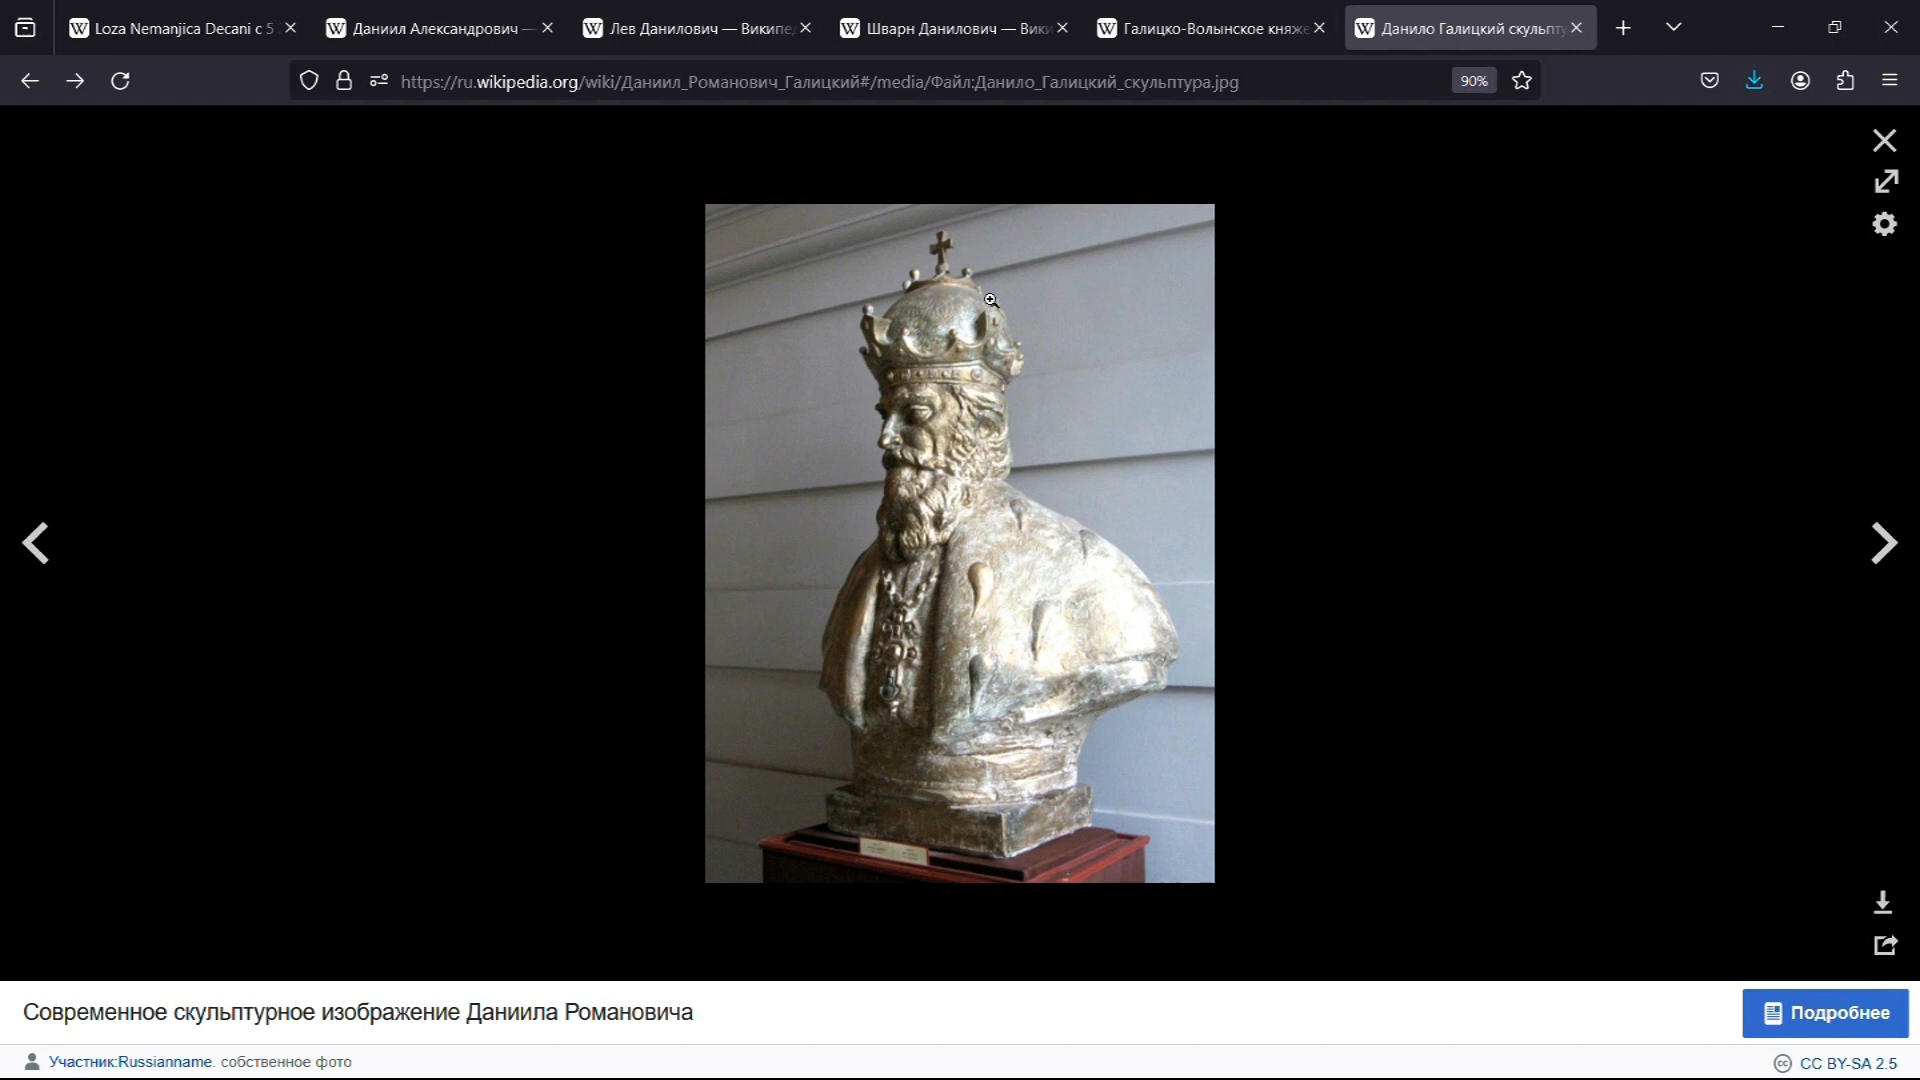 Loza Nemanjica Decani c 5
Даниил Александрович —
Лев Данилович — Википе
Шварн Данилович — Вики
Галицко-Волынское княже
Данило Галицкий скульпту
https://ru.wikipedia.org/wiki/Даниил_Романович_Галицкий#/media/Файл:Данило_Галицкий_скульптура.jpg
90%
Современное скульптурное изображение Даниила Романовича
Подробнее
Участник:Russianname. собственное фото
CC BY-SA 2.5